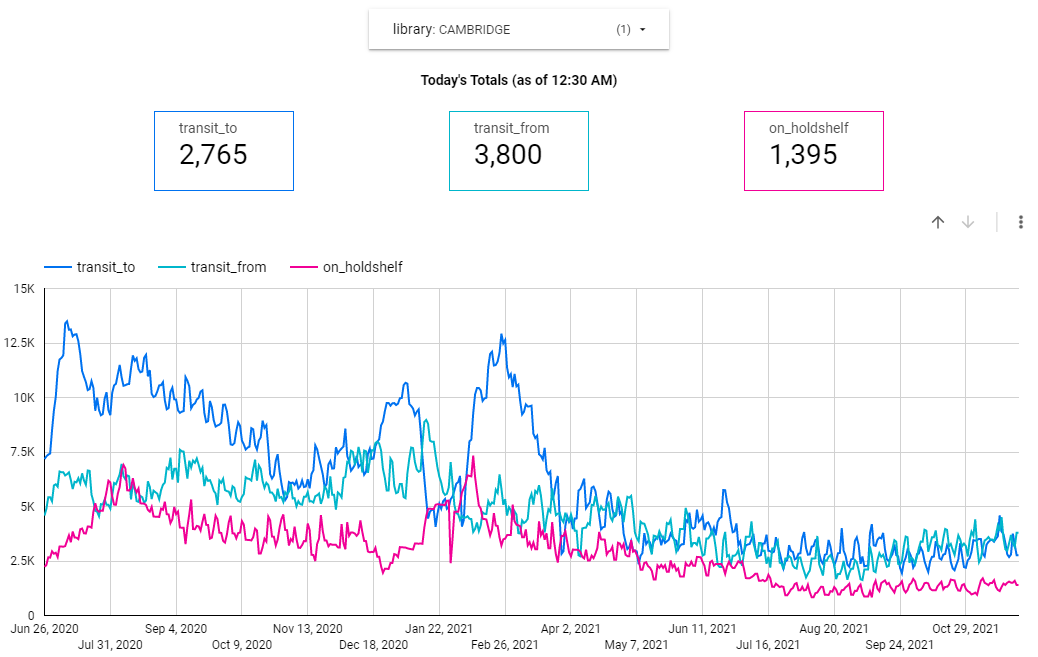 library: CAMBRIDGE (1)
Today's Totals (as of 12:30 AM)
transit_to transit_from on_holdshelf
2,765 3,800 1,395
transit_to transit_from on_holdshelf
15K
12.5K
10K
7.5K
5K
2.5K
0
Jun 26, 2020 Sep 4, 2020 Nov 13, 2020 Jan 22, 2021 Apr 2, 2021 Jun 11, 2021 Aug 20, 2021 Oct 29, 2021
Jul 31, 2020 Oct 9, 2020 Dec 18, 2020 Feb 26, 2021 May 7, 2021 Jul 16, 2021 Sep 24, 2021